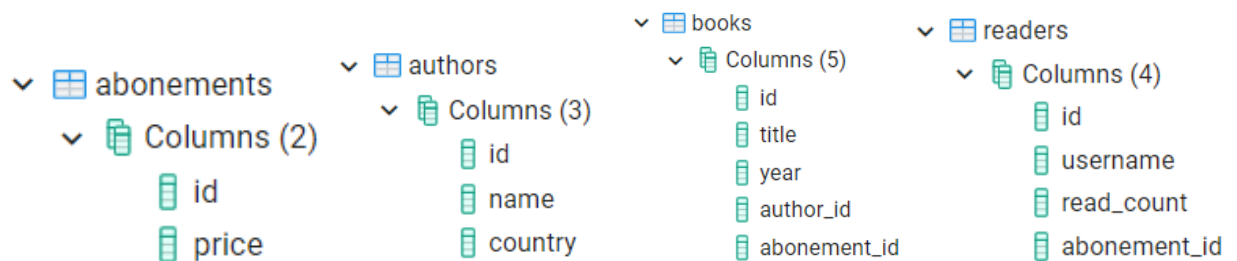 abonements
Columns (2)
id
price
authors
Columns (3)
id
name
country
books
Columns (5)
id
title
year
author_id
abonement_id
readers
Columns (4)
id
username
read_count
abonement_id